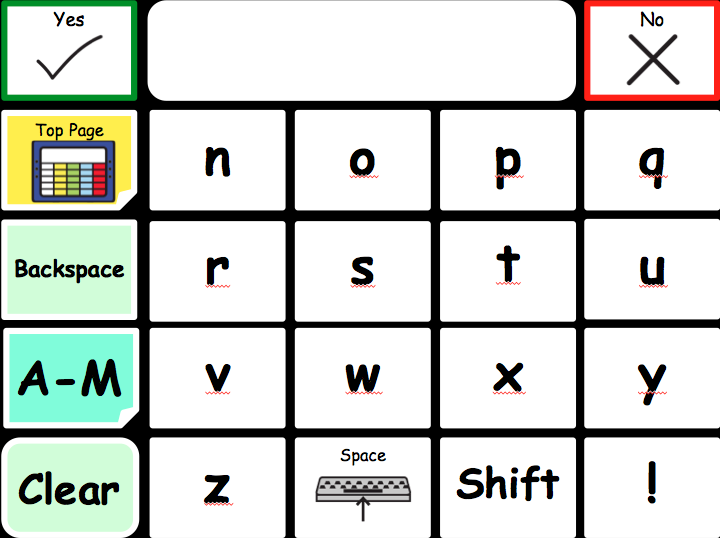 Yes
No
Top Page
n
o
p
q
Backspace
r
s
t
u
A-M
v
w
x
y
Clear
z
Space
Shift
!